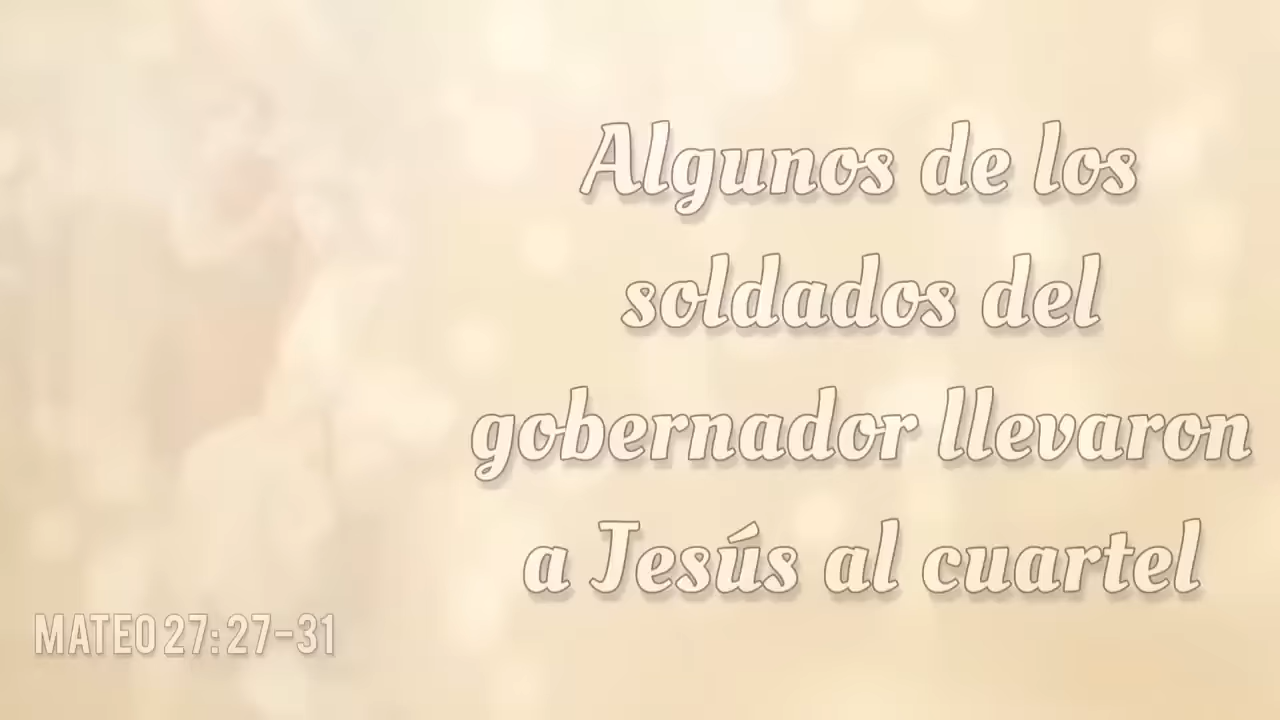 Algunos de los
soldados del
gobernador llevaron
a Jesús al cuartel
MATEO 27:27-31